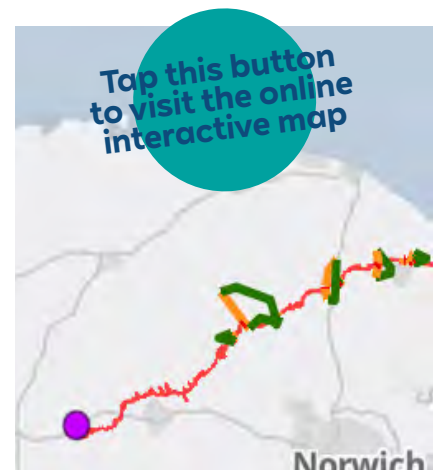 Tap this button
to visit the online
interactive map
Norwich